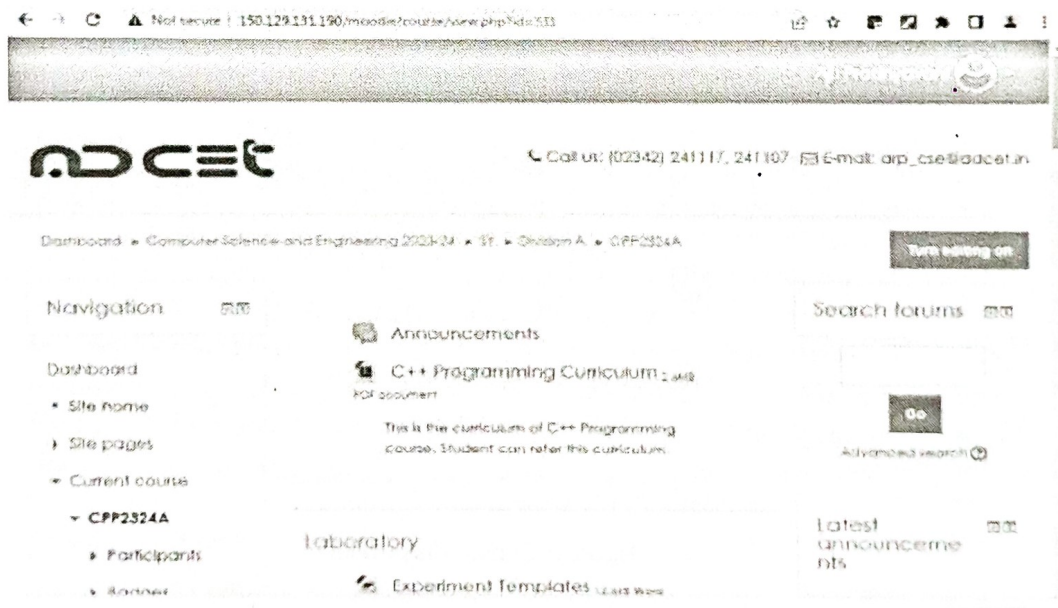 Not secure | 150.129.131.190/moodle/course/view.php?id=533
ADCET
Call us: (02342) 241117, 241107 E-mail: arp_cse@adcet.in
Dashboard Computer Science and Engineering 2023-24 SY Division A CPP2324A
Turn editing on
Navigation
Announcements
C++ Programming Curriculum
PDF document
This is the curriculum of C++ Programming
course. Student can refer this curriculum.
Dashboard
Site home
Site pages
Current course
CPP2324A
Participants
Badges
Laboratory
Experiment Templates
Search forums
Go
Advanced search
Latest
announceme
nts